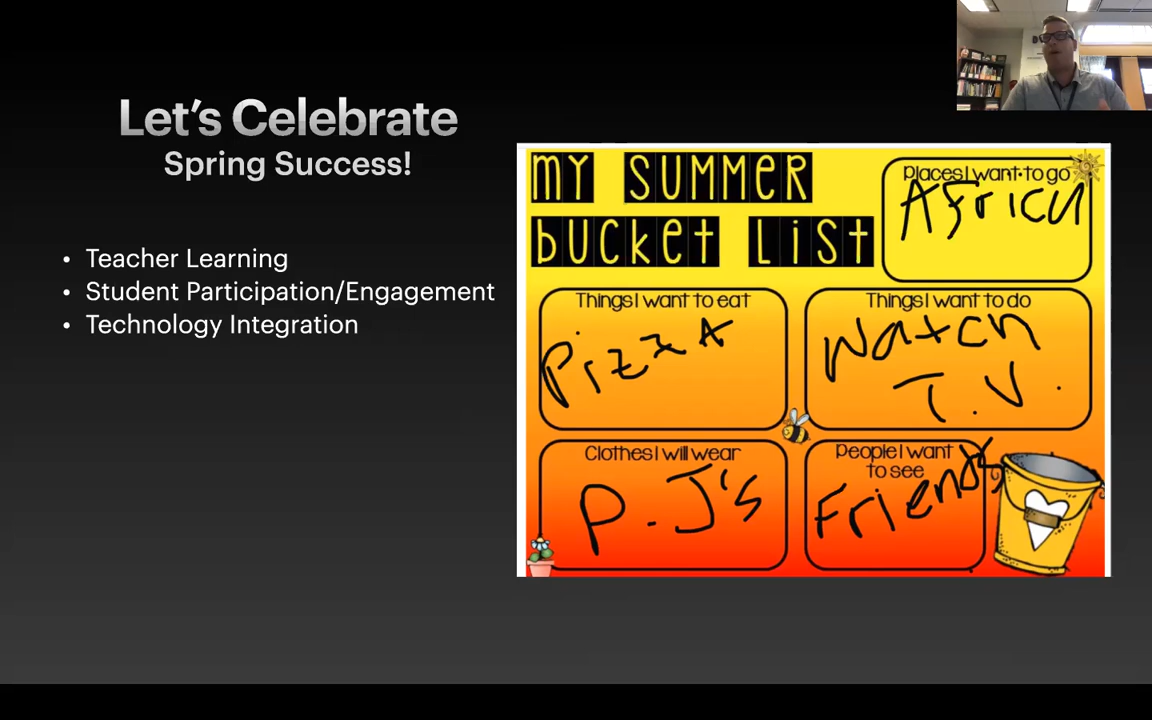 Let's Celebrate
Spring Success!
• Teacher Learning
• Student Participation/Engagement
• Technology Integration
my SUMMER
bUCKET LiST
Places I want to go
Africa
Things I want to eat
PizzA
Things I want to do
Watch
T.V.
Clothes I will wear
P.J's
People I want
to see
Friends